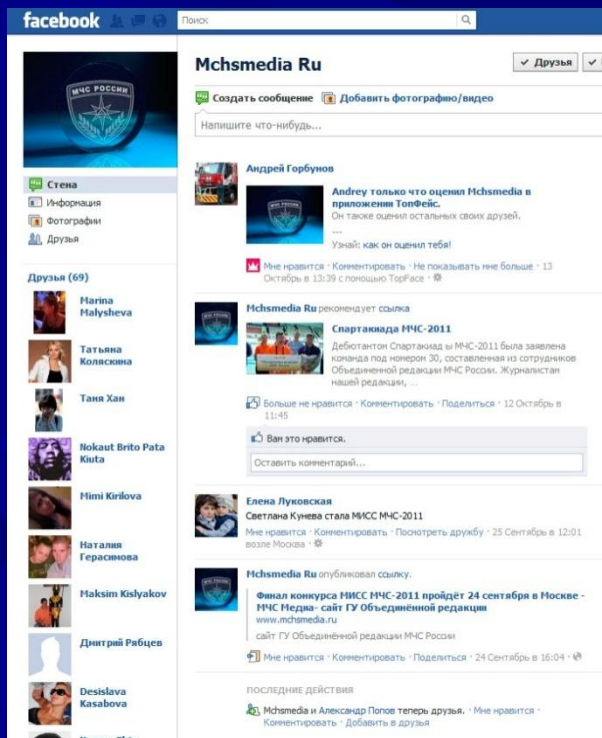 facebook
Поиск
МЧС РОССИИ
Стена
Информация
Фотографии
Друзья
Друзья (69)
Marina
Malysheva
Татьяна
Коляскина
Таня Хан
Nokaut Brito Pata
Kiuta
Mimi Kirilova
Наталия
Герасимова
Maksim Kislyakov
Дмитрий Рябцев
Desislava
Kasabova
Mchsmedia Ru
Друзья
Создать сообщение Добавить фотографию/видео
Напишите что-нибудь...
Андрей Горбунов
Andrey только что оценил Mchsmedia в
приложении ТопФейс.
Он также оценил остальных своих друзей.
---
Узнай: как он оценил тебя!
Мне нравится · Комментировать · Не показывать мне больше · 13
Октябрь в 13:39 с помощью TopFace ·
Mchsmedia Ru рекомендует ссылка
Спартакиада МЧС-2011
Дебютантом Спартакиад ы МЧС-2011 была заявлена
команда под номером 30, составленная из сотрудников
Объединенной редакции МЧС России. Журналистам
нашей редакции, ...
Больше не нравится · Комментировать · Поделиться · 12 Октябрь в
11:45
Вам это нравится.
Оставить комментарий...
Елена Луковская
Светлана Кунева стала МИСС МЧС-2011
Мне нравится · Комментировать · Посмотреть дружбу · 25 Сентябрь в 12:01
возле Москва ·
Mchsmedia Ru опубликовал ссылку.
Финал конкурса МИСС МЧС-2011 пройдёт 24 сентября в Москве -
МЧС Медиа- сайт ГУ Объединённой редакции
www.mchsmedia.ru
сайт ГУ Объединённой редакции МЧС России
Мне нравится · Комментировать · Поделиться · 24 Сентябрь в 16:04 ·
ПОСЛЕДНИЕ ДЕЙСТВИЯ
Mchsmedia и Александр Попов теперь друзья. · Мне нравится ·
Комментировать · Добавить в друзья